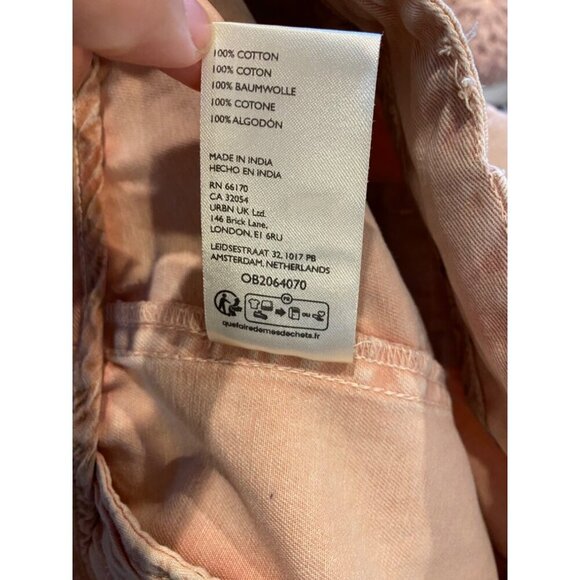 100% COTTON
100% COTON
100% BAUMWOLLE
100% COTONE
100% ALGODÓN
MADE IN INDIA
HECHO EN INDIA
RN 66170
CA 32054
URBN UK Ltd.
146 Brick Lane,
LONDON, E1 6RU
LEIDSESTRAAT 32, 1017 PB
AMSTERDAM, NETHERLANDS
OB2064070
FR
OU
quefairedemesdechets.fr